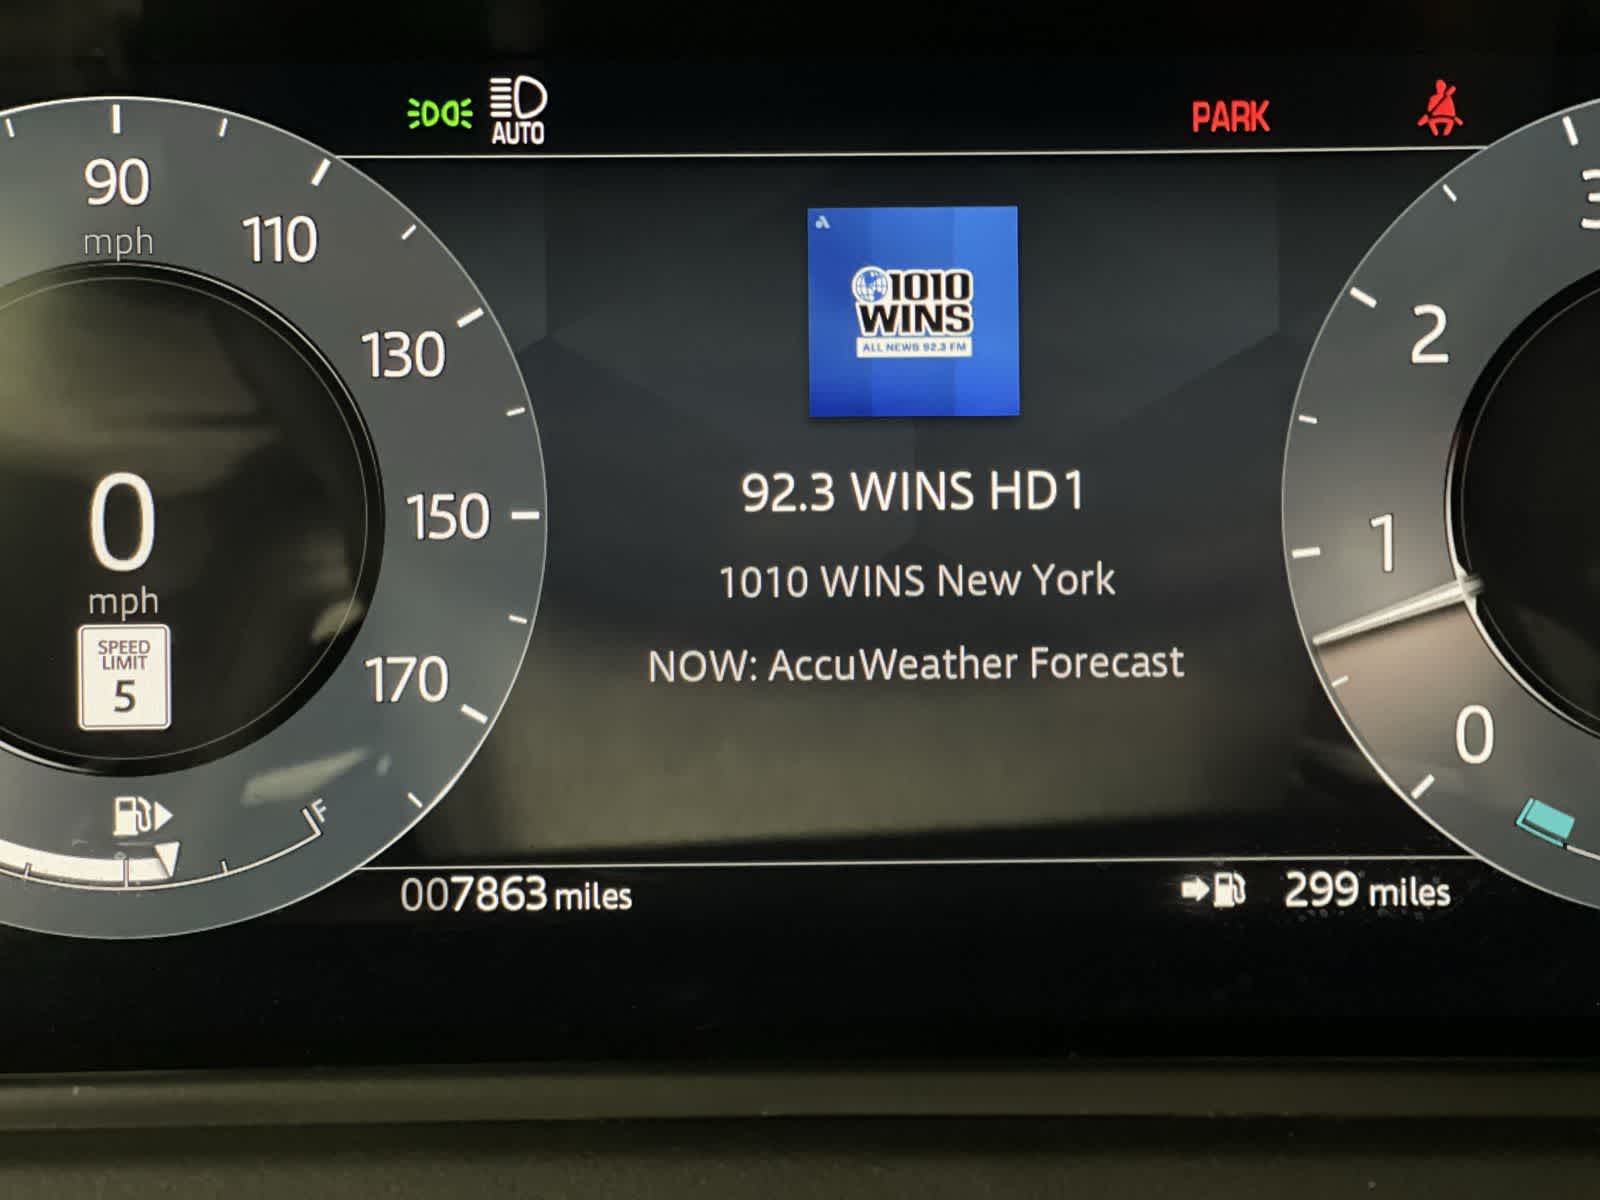 AUTO
PARK
90
mph
110
130
150
170
0
mph
SPEED
LIMIT
5
F
1010
WINS
ALL NEWS 92.3 FM
92.3 WINS HD1
1010 WINS New York
NOW: AccuWeather Forecast
3
2
1
0
007863 miles
299 miles